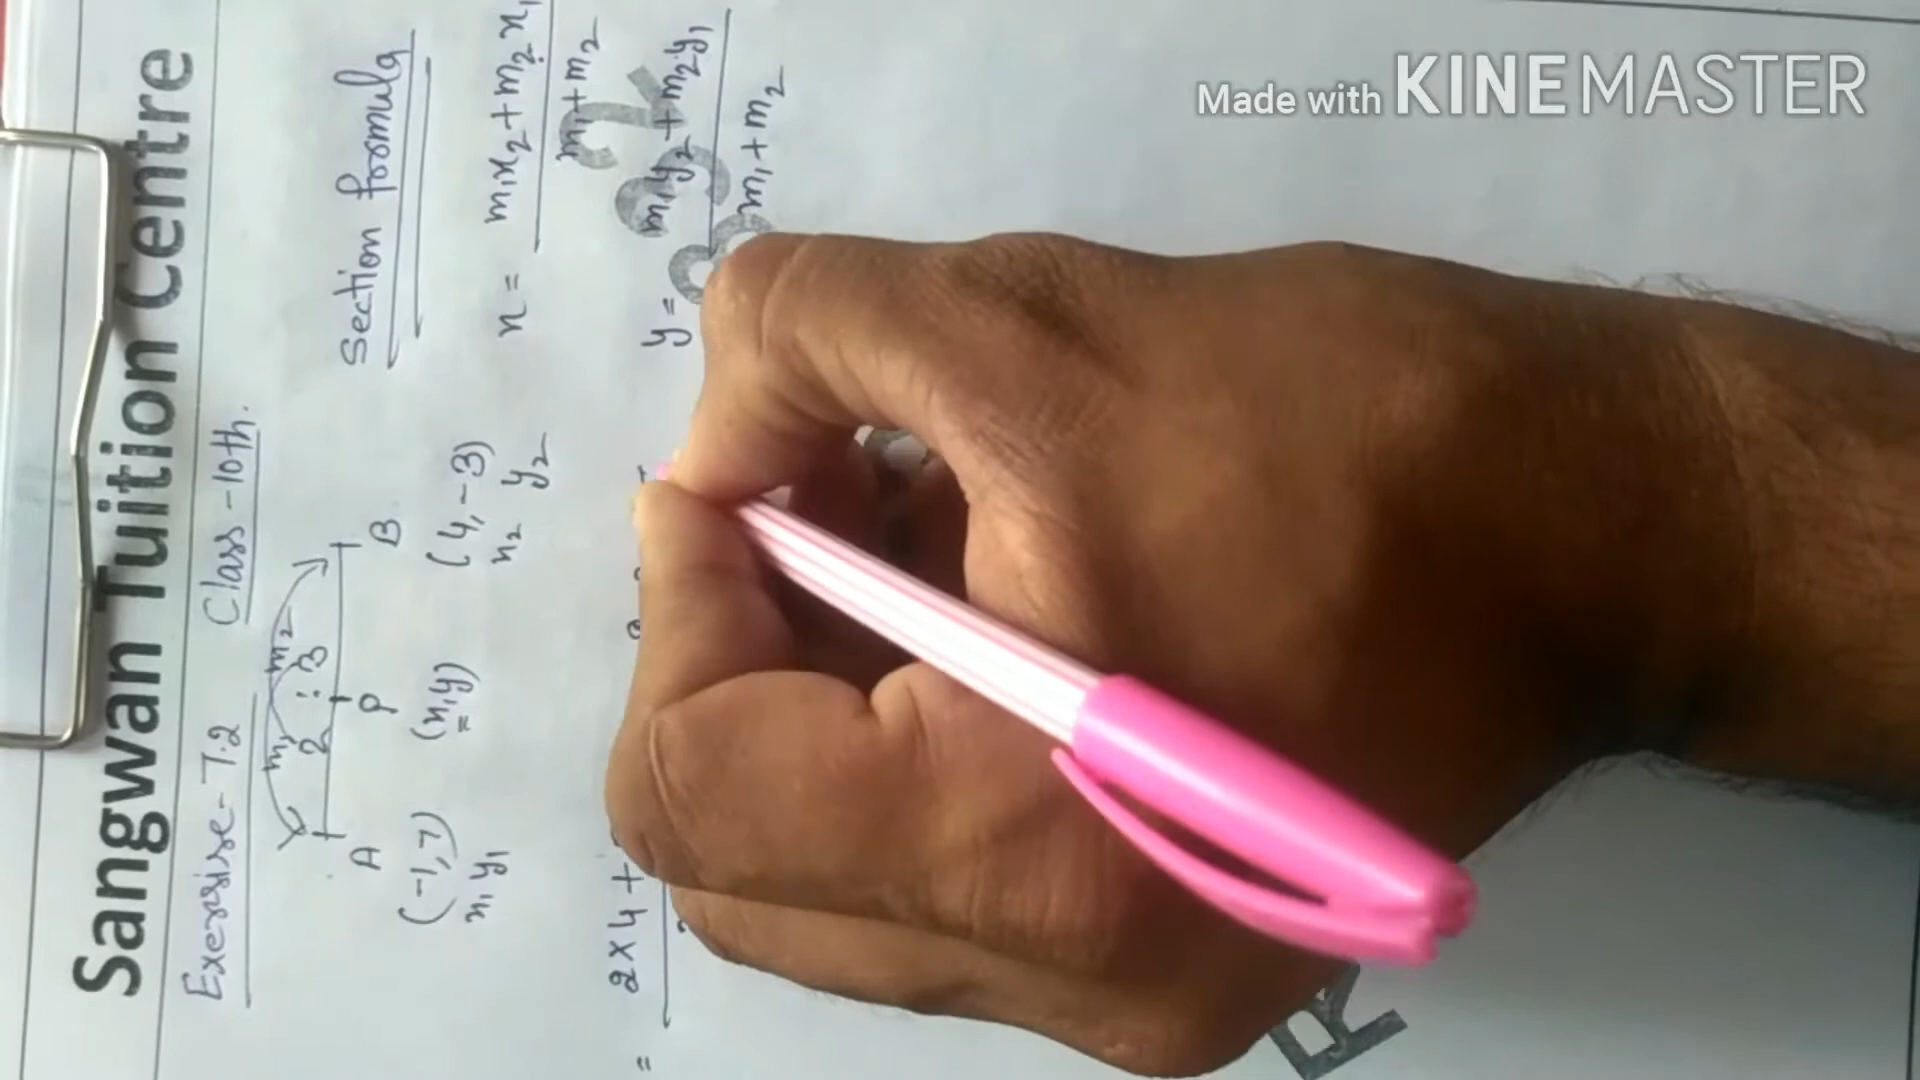 Made with KINEMASTER
Sangwan Tuition Centre
Exersise - 7.2 Class - 10th.
m1 m2
2 : 3
A P B
(-1, 7) (x, y) (4, -3)
x1 y1 x2 y2
Section formula
x = m1x2 + m2x1
m1 + m2
y = m1y2 + m2y1
m1 + m2
= 2×4 +